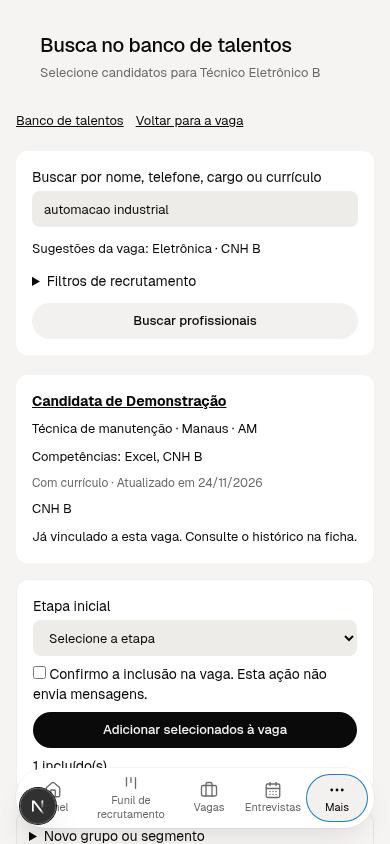 Busca no banco de talentos
Selecione candidatos para Técnico Eletrônico B
Banco de talentos Voltar para a vaga
Buscar por nome, telefone, cargo ou currículo
automacao industrial
Sugestões da vaga: Eletrônica · CNH B
Filtros de recrutamento
Buscar profissionais
Candidata de Demonstração
Técnica de manutenção · Manaus · AM
Competências: Excel, CNH B
Com currículo · Atualizado em 24/11/2026
CNH B
Já vinculado a esta vaga. Consulte o histórico na ficha.
Etapa inicial
Selecione a etapa
Confirmo a inclusão na vaga. Esta ação não
envia mensagens.
Adicionar selecionados à vaga
1 incluído(s)
N
Funil de
recrutamento
Vagas
Entrevistas
Mais
Novo grupo ou segmento